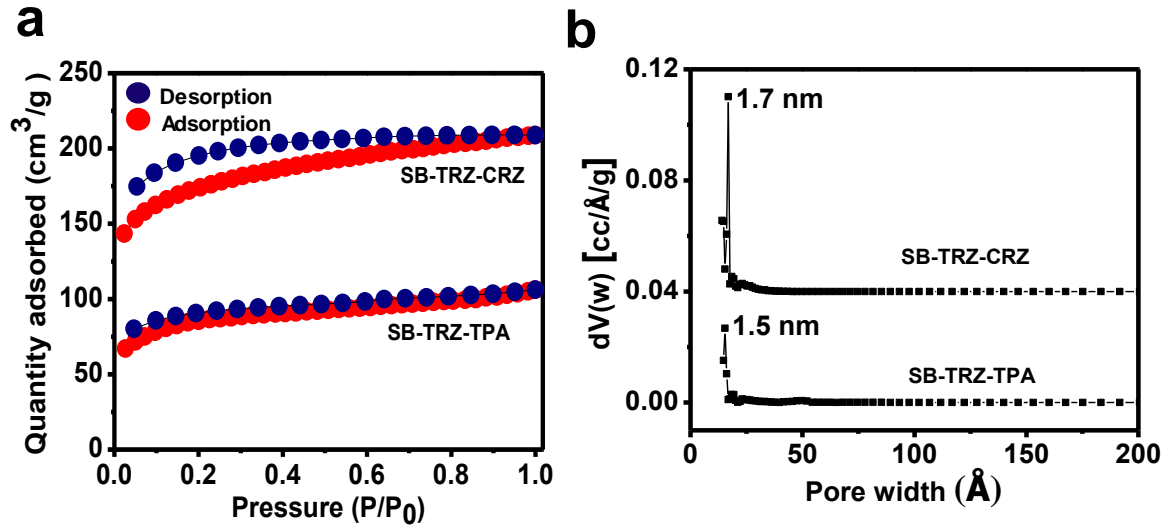 a
Quantity adsorbed (cm³/g)
250
200
150
100
50
0
Desorption
Adsorption
SB-TRZ-CRZ
SB-TRZ-TPA
0.0
0.2
0.4
0.6
0.8
1.0
Pressure (P/P₀)
b
dV(w) [cc/Å/g]
0.12
0.08
0.04
0.00
1.7 nm
SB-TRZ-CRZ
1.5 nm
SB-TRZ-TPA
0
50
100
150
200
Pore width (Å)